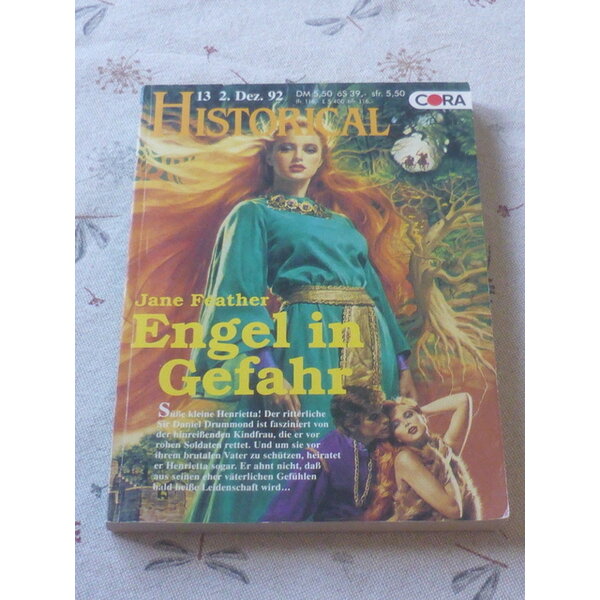 13 2. Dez. 92
DM 5,50 öS 39,- sfr. 5,50
CORA
HISTORICAL
Jane Feather
Engel in
Gefahr
Süße kleine Henrietta! Der ritterliche
Sir Daniel Drummond ist fasziniert von
der hinreißenden Kindfrau, die er vor
rohen Soldaten rettet. Und um sie vor
ihrem brutalen Vater zu schützen, heiratet
er Henrietta sogar. Er ahnt nicht, daß
aus seinen eher väterlichen Gefühlen
bald heiße Leidenschaft wird...